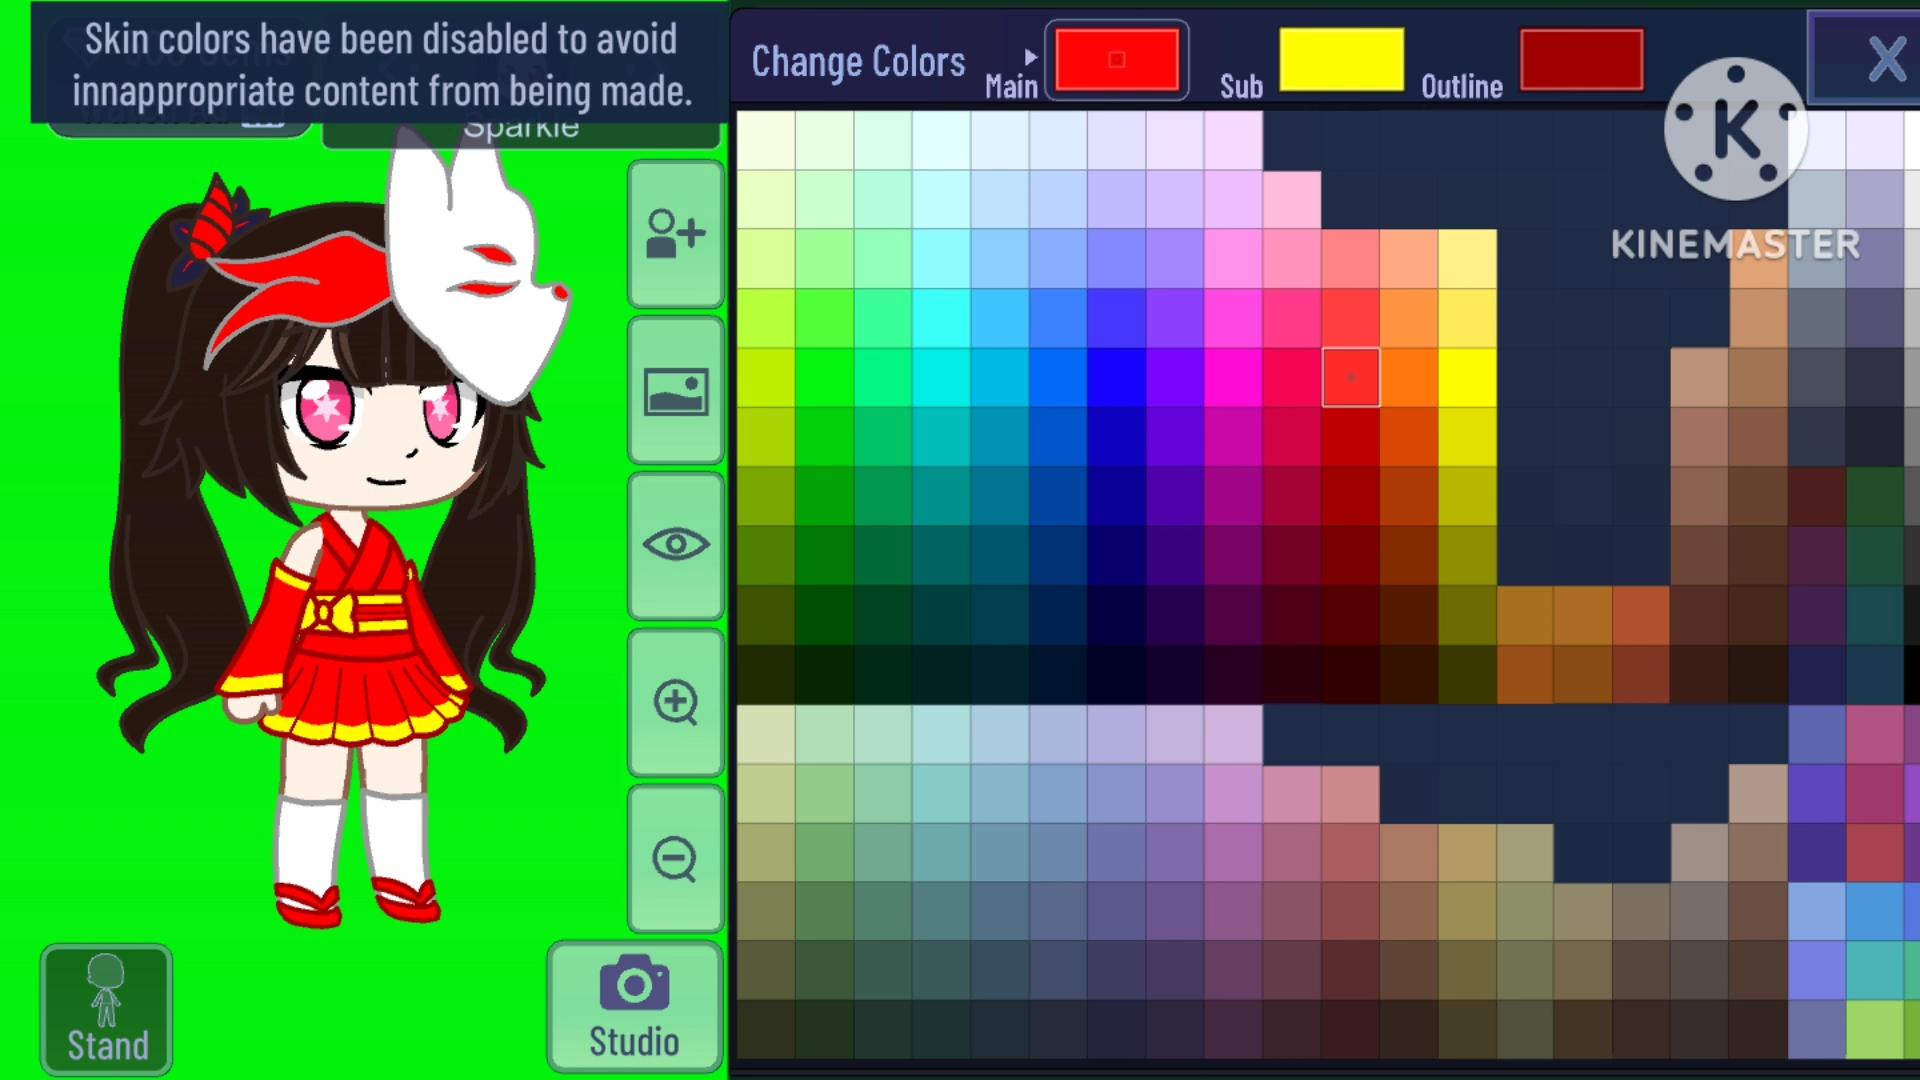 Skin colors have been disabled to avoid
innappropriate content from being made.
Sparkle
Change Colors
Main
Sub
Outline
X
K
KINEMASTER
Stand
Studio